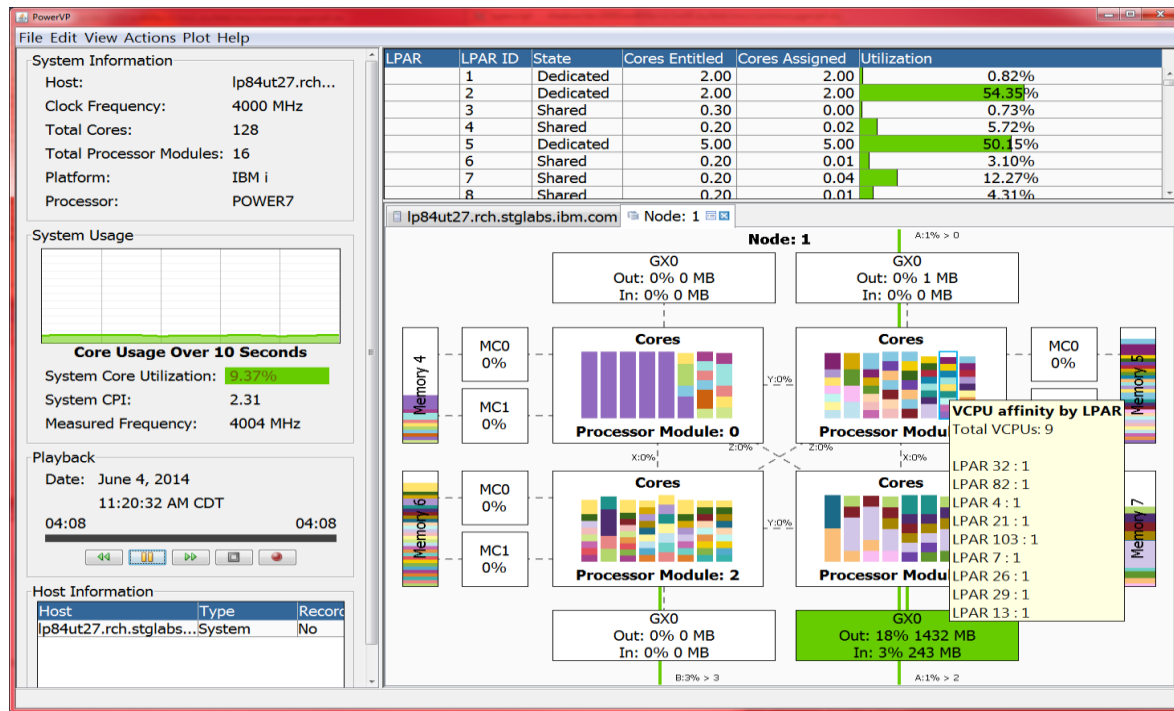 PowerVP
File Edit View Actions Plot Help
System Information
Host: lp84ut27.rch...
Clock Frequency: 4000 MHz
Total Cores: 128
Total Processor Modules: 16
Platform: IBM i
Processor: POWER7
System Usage
Core Usage Over 10 Seconds
System Core Utilization: 9.37%
System CPI: 2.31
Measured Frequency: 4004 MHz
Playback
Date: June 4, 2014
11:20:32 AM CDT
04:08 04:08
Host Information
Host Type Record
lp84ut27.rch.stglabs... System No
LPAR LPAR ID State Cores Entitled Cores Assigned Utilization
1 Dedicated 2.00 2.00 0.82%
2 Dedicated 2.00 2.00 54.35%
3 Shared 0.30 0.00 0.73%
4 Shared 0.20 0.02 5.72%
5 Dedicated 5.00 5.00 50.15%
6 Shared 0.20 0.01 3.10%
7 Shared 0.20 0.04 12.27%
8 Shared 0.20 0.01 4.31%
lp84ut27.rch.stglabs.ibm.com Node: 1
Node: 1
A:1% > 0
GX0
Out: 0% 0 MB
In: 0% 0 MB
GX0
Out: 0% 1 MB
In: 0% 0 MB
Memory 4
MC0
0%
MC1
0%
Cores
Processor Module: 0
Y:0%
Cores
Processor Modul
MC0
0%
Memory 5
X:0%
Z:0%
Z:0%
X:0%
Memory 6
MC0
0%
MC1
0%
Cores
Processor Module: 2
Y:0%
Cores
Processor Modul
Memory 7
VCPU affinity by LPAR
Total VCPUs: 9
LPAR 32 : 1
LPAR 82 : 1
LPAR 4 : 1
LPAR 21 : 1
LPAR 103 : 1
LPAR 7 : 1
LPAR 26 : 1
LPAR 29 : 1
LPAR 13 : 1
GX0
Out: 0% 0 MB
In: 0% 0 MB
GX0
Out: 18% 1432 MB
In: 3% 243 MB
B:3% > 3
A:1% > 2